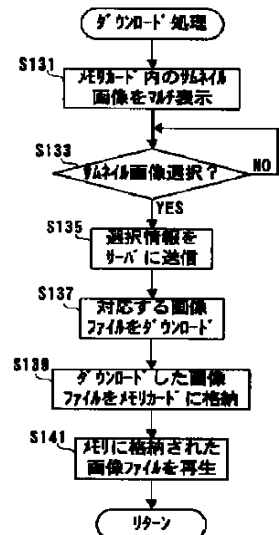 ダウンロード処理
S131
メモリカード内のサムネイル
画像をマルチ表示
S133
サムネイル画像選択？
NO
YES
S135
選択情報を
サーバに送信
S137
対応する画像
ファイルをダウンロード
S139
ダウンロードした画像
ファイルをメモリカードに格納
S141
メモリに格納された
画像ファイルを再生
リターン